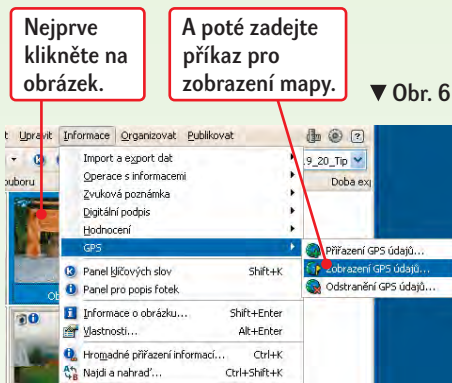 Nejprve
klikněte na
obrázek.
A poté zadejte
příkaz pro
zobrazení mapy.
▼ Obr. 6
t Upravit Informace Organizovat Publikovat
9_20_Tip
ouboru
Doba exp
Import a export dat
Operace s informacemi
Zvuková poznámka
Digitální podpis
Hodnocení
GPS
Přiřazení GPS údajů...
Zobrazení GPS údajů...
Odstranění GPS údajů...
Panel klíčových slov Shift+K
Panel pro popis fotek
Ob
Informace o obrázku... Shift+Enter
Vlastnosti... Alt+Enter
Hromadné přiřazení informací... Ctrl+K
Najdi a nahraď... Ctrl+Shift+K